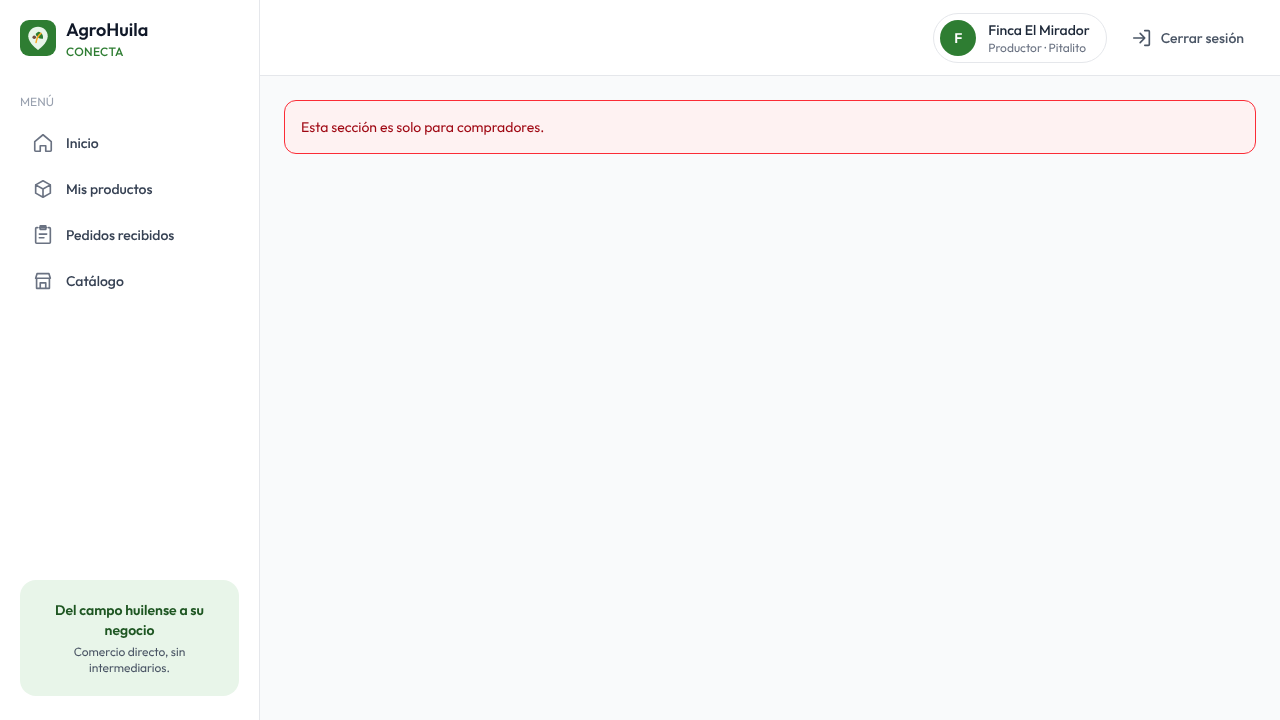 AgroHuila
CONECTA
MENÚ
Inicio
Mis productos
Pedidos recibidos
Catálogo
Del campo huilense a su
negocio
Comercio directo, sin
intermediarios.
F
Finca El Mirador
Productor · Pitalito
Cerrar sesión
Esta sección es solo para compradores.